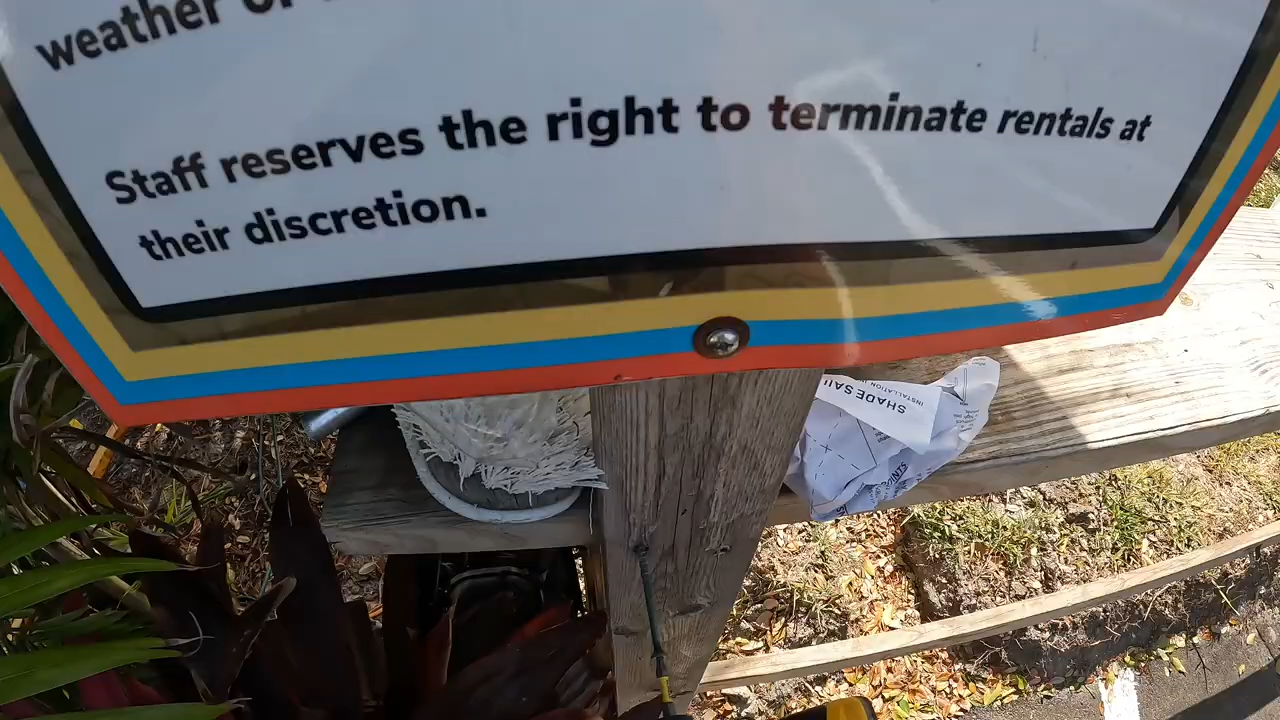 weather or
Staff reserves the right to terminate rentals at
their discretion.
SHADE SAIL
INSTALLATION